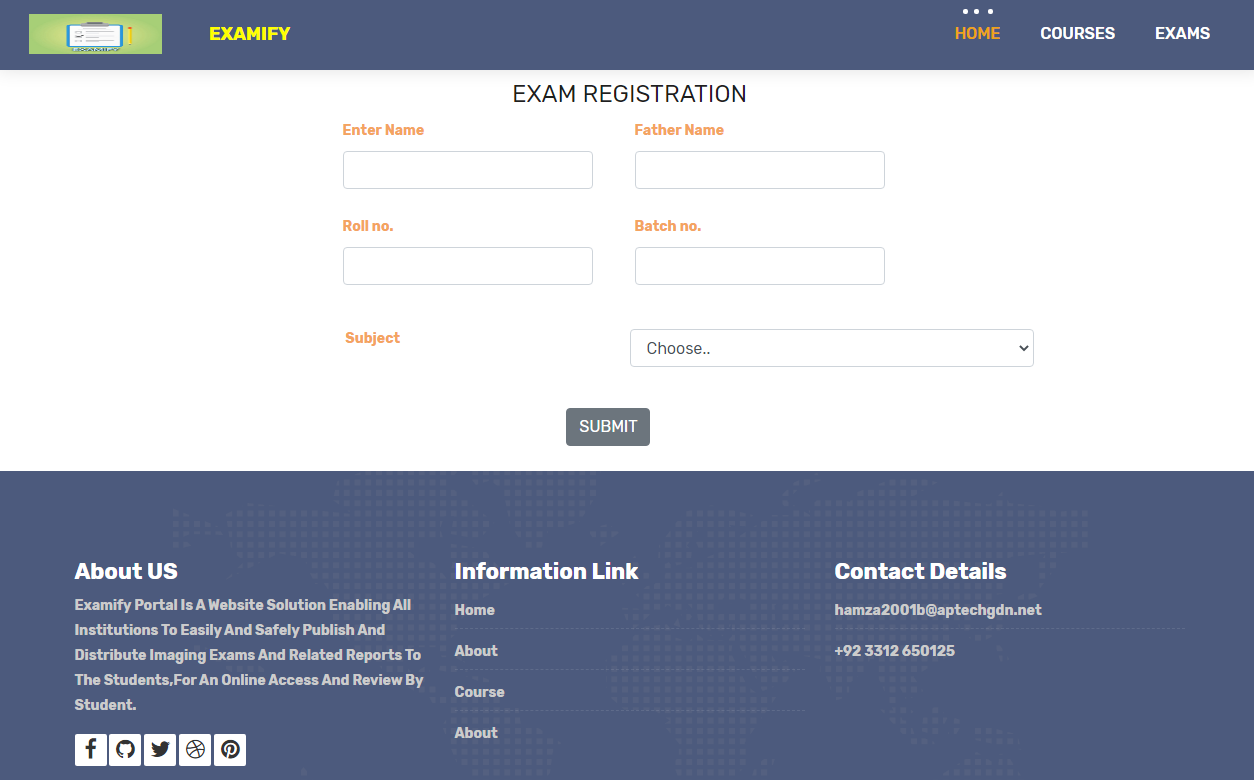 EXAMIFY
HOME
COURSES
EXAMS
EXAM REGISTRATION
Enter Name
Father Name
Roll no.
Batch no.
Subject
Choose..
SUBMIT
About US
Examify Portal Is A Website Solution Enabling All
Institutions To Easily And Safely Publish And
Distribute Imaging Exams And Related Reports To
The Students,For An Online Access And Review By
Student.
Information Link
Home
About
Course
About
Contact Details
hamza2001b@aptechgdn.net
+92 3312 650125